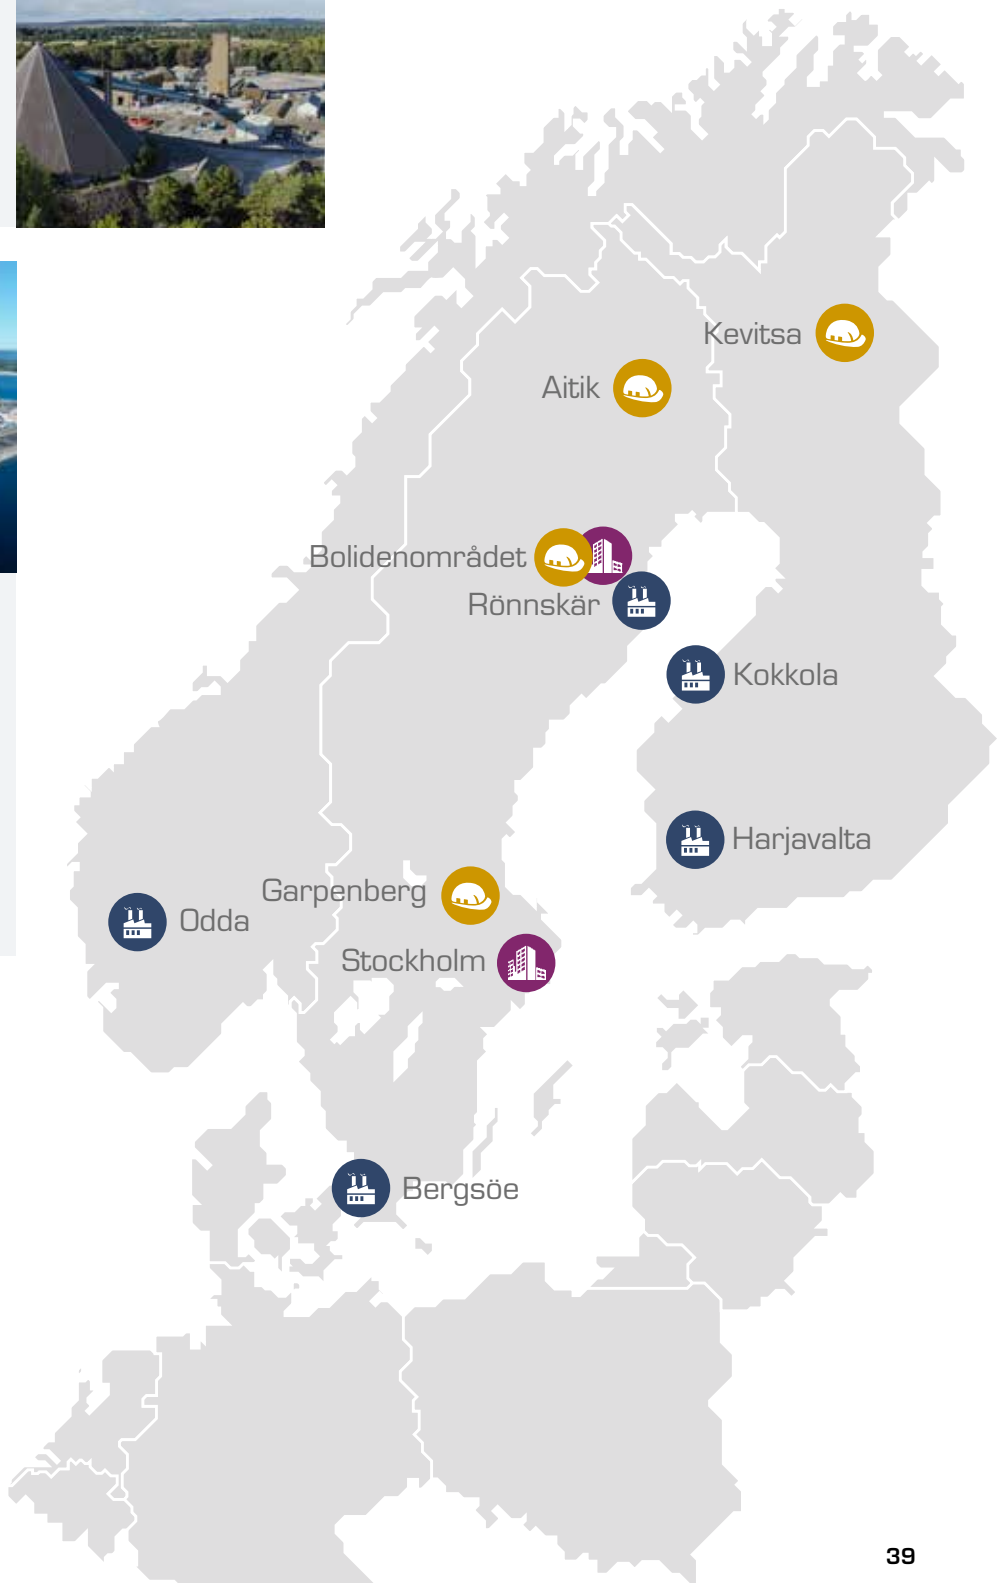 Kevitsa
Aitik
Bolidenområdet
Rönnskär
Kokkola
Harjavalta
Garpenberg
Odda
Stockholm
Bergsöe
39